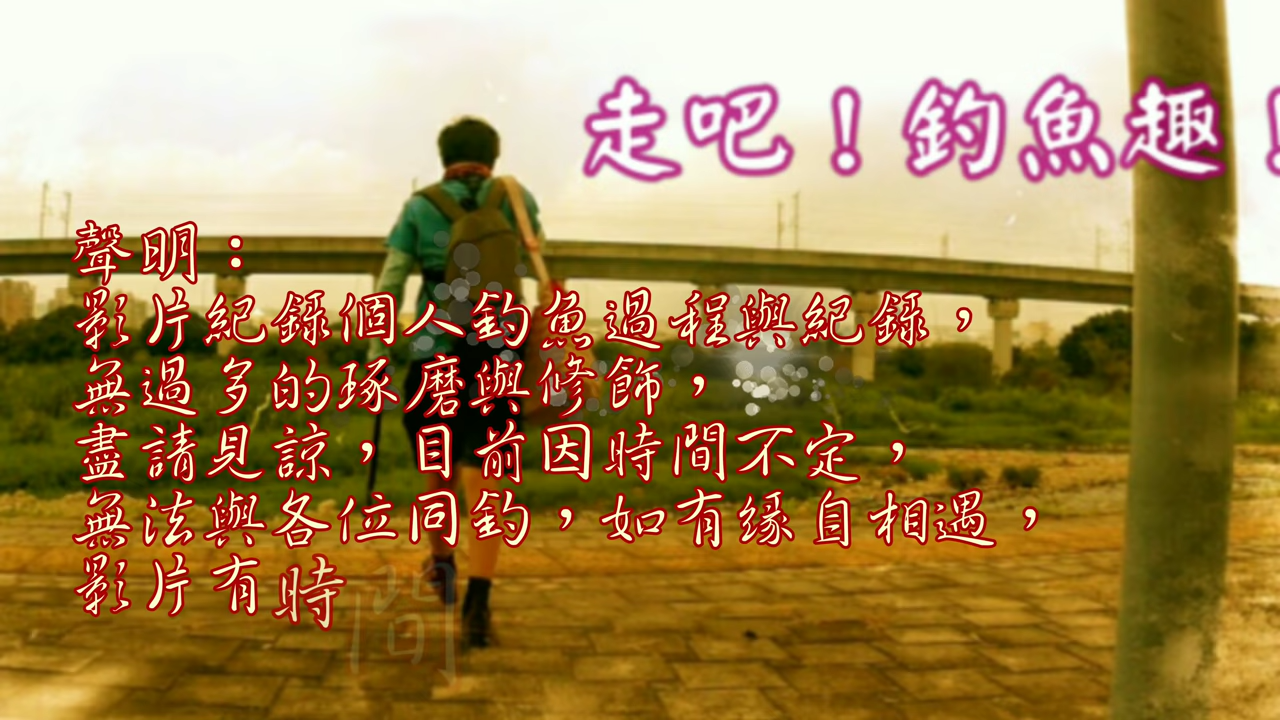 走吧！釣魚趣！
聲明：
影片紀錄個人釣魚過程與紀錄，
無過多的琢磨與修飾，
盡請見諒，目前因時間不定，
無法與各位同釣，如有緣自相遇，
影片有時間